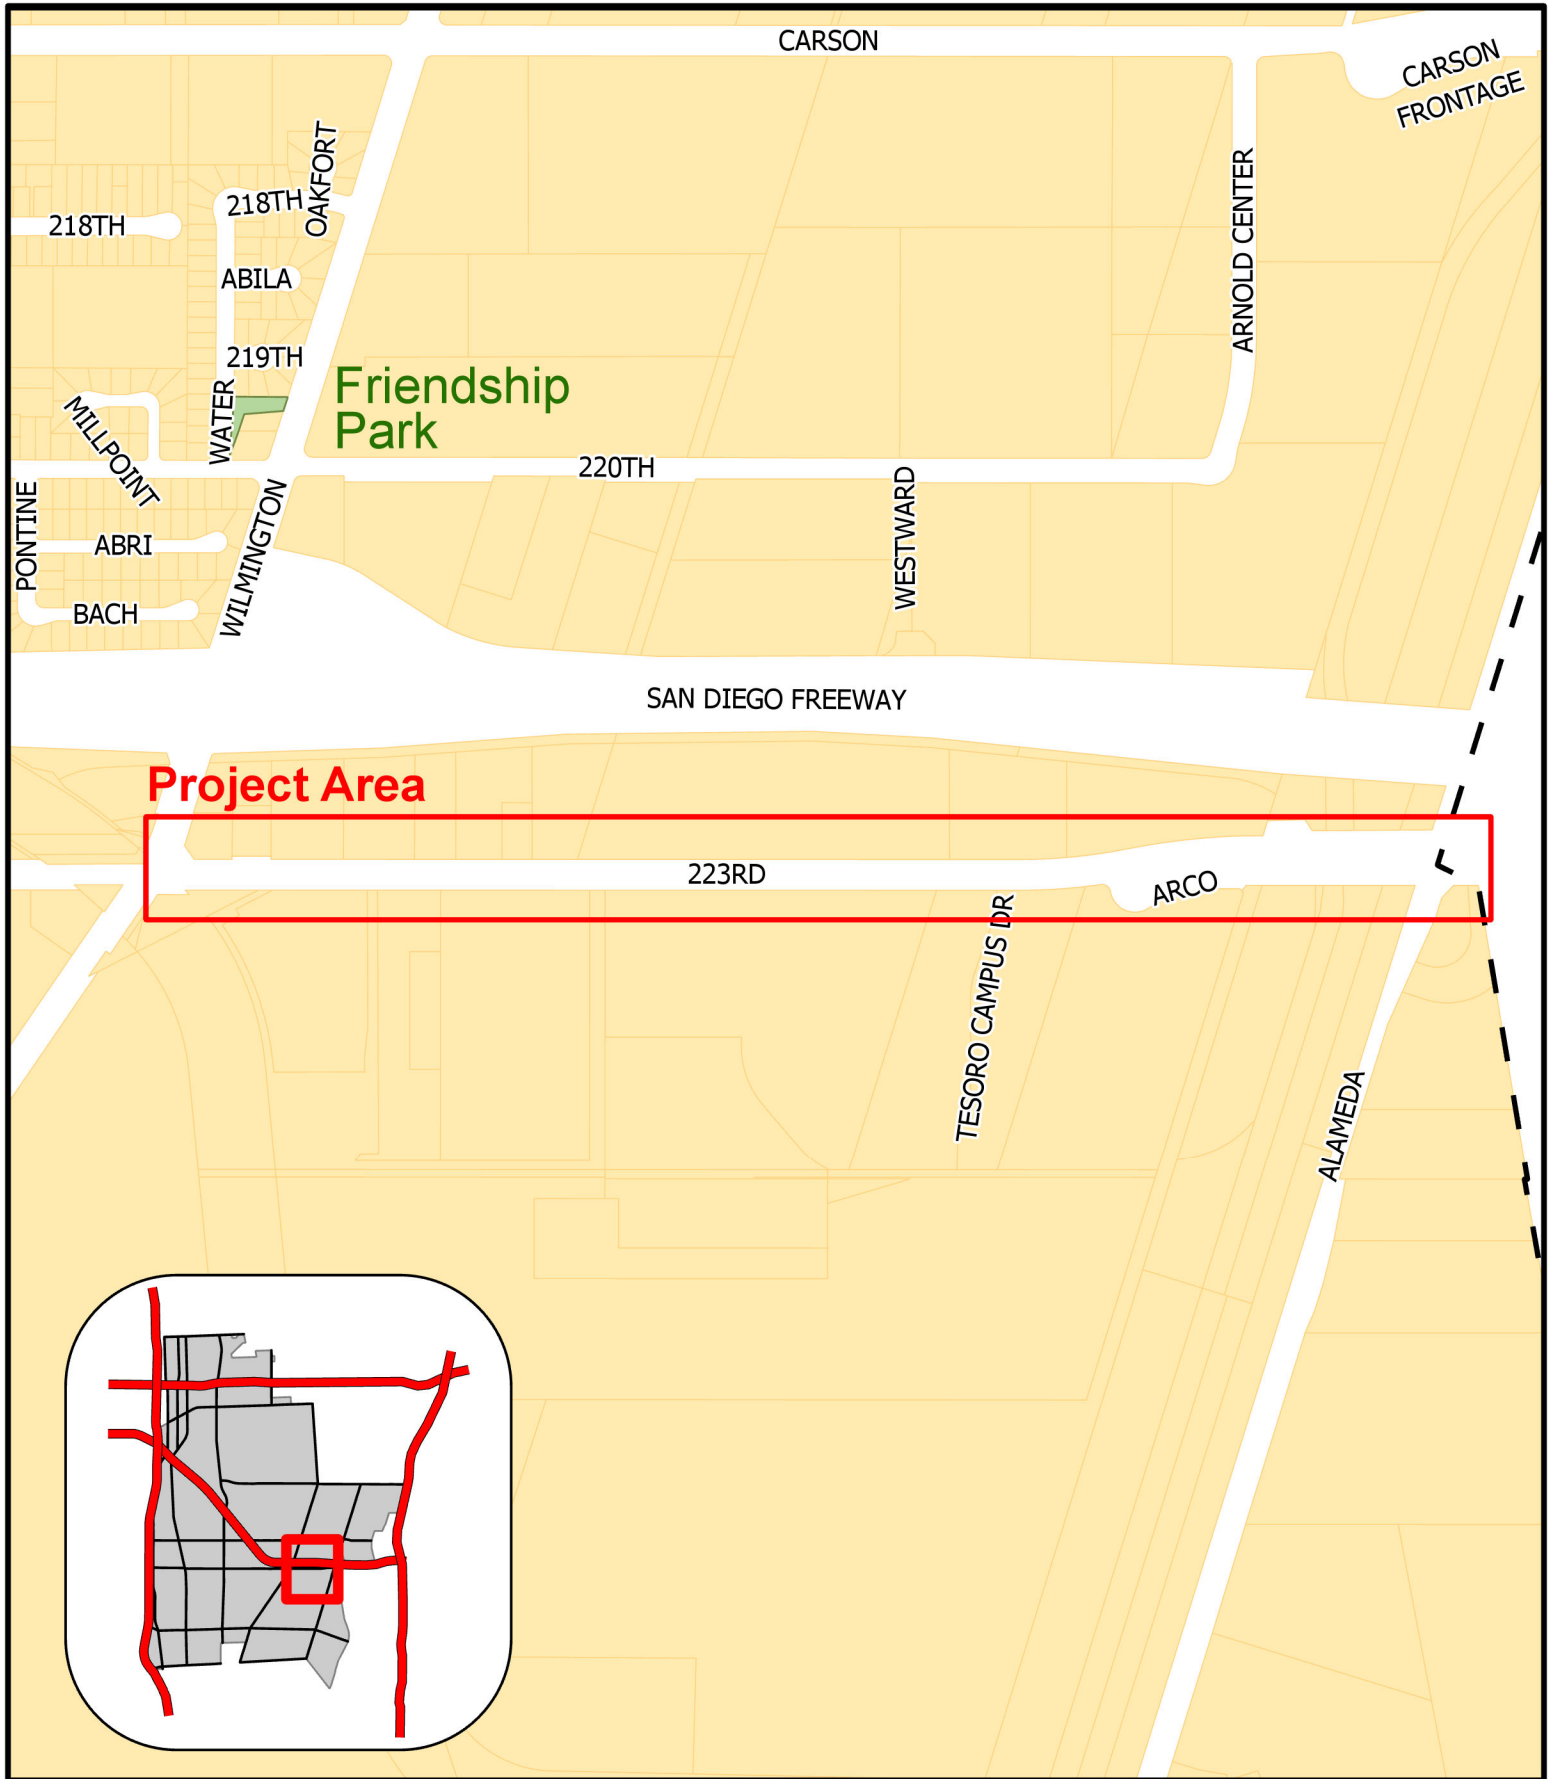 CARSON
CARSON
FRONTAGE
OAKFORT
218TH
218TH
ARNOLD CENTER
ABILA
219TH
Friendship
Park
WATER
MILLPOINT
220TH
WESTWARD
PONTINE
WILMINGTON
ABRI
BACH
SAN DIEGO FREEWAY
Project Area
223RD
ARCO
TESORO CAMPUS DR
ALAMEDA